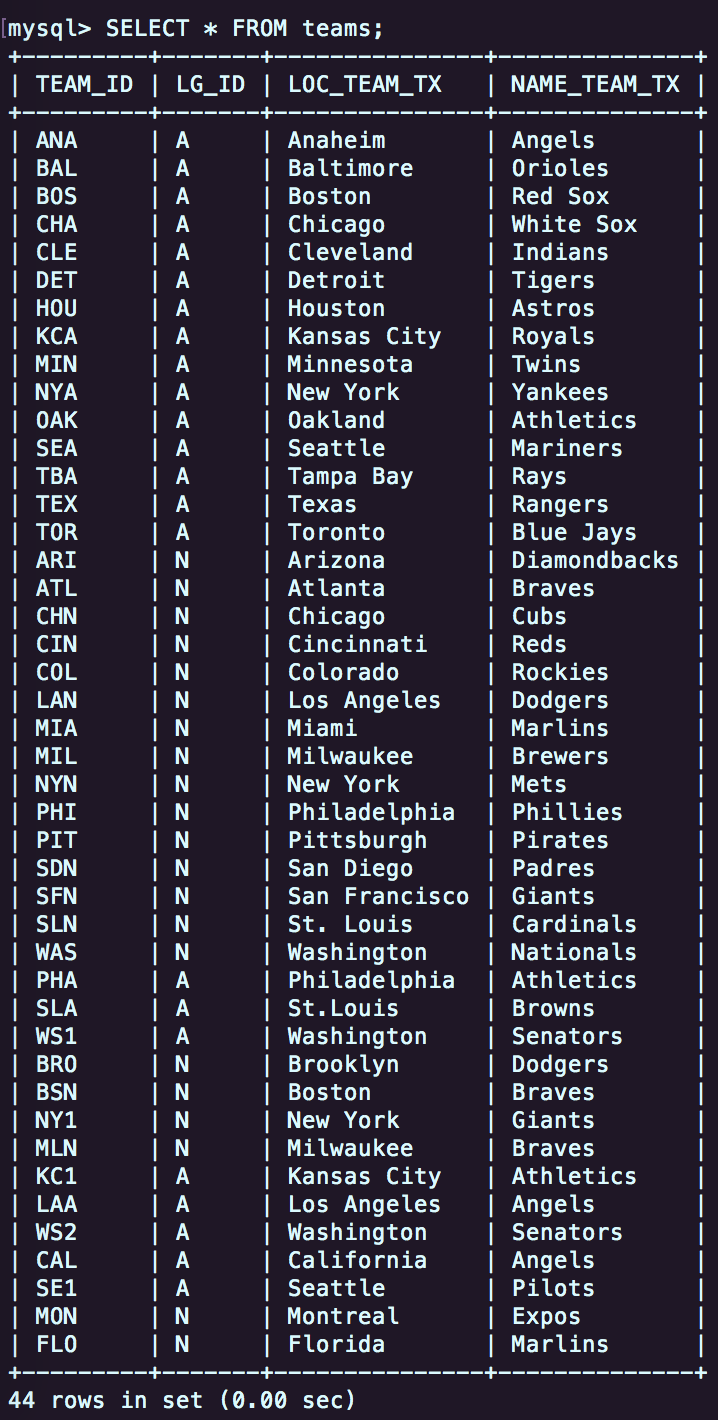 mysql> SELECT * FROM teams;
+---------+-------+---------------+--------------+
| TEAM_ID | LG_ID | LOC_TEAM_TX   | NAME_TEAM_TX |
+---------+-------+---------------+--------------+
| ANA     | A     | Anaheim       | Angels       |
| BAL     | A     | Baltimore     | Orioles      |
| BOS     | A     | Boston        | Red Sox      |
| CHA     | A     | Chicago       | White Sox    |
| CLE     | A     | Cleveland     | Indians      |
| DET     | A     | Detroit       | Tigers       |
| HOU     | A     | Houston       | Astros       |
| KCA     | A     | Kansas City   | Royals       |
| MIN     | A     | Minnesota     | Twins        |
| NYA     | A     | New York      | Yankees      |
| OAK     | A     | Oakland       | Athletics    |
| SEA     | A     | Seattle       | Mariners     |
| TBA     | A     | Tampa Bay     | Rays         |
| TEX     | A     | Texas         | Rangers      |
| TOR     | A     | Toronto       | Blue Jays    |
| ARI     | N     | Arizona       | Diamondbacks |
| ATL     | N     | Atlanta       | Braves       |
| CHN     | N     | Chicago       | Cubs         |
| CIN     | N     | Cincinnati    | Reds         |
| COL     | N     | Colorado      | Rockies      |
| LAN     | N     | Los Angeles   | Dodgers      |
| MIA     | N     | Miami         | Marlins      |
| MIL     | N     | Milwaukee     | Brewers      |
| NYN     | N     | New York      | Mets         |
| PHI     | N     | Philadelphia  | Phillies     |
| PIT     | N     | Pittsburgh    | Pirates      |
| SDN     | N     | San Diego     | Padres       |
| SFN     | N     | San Francisco | Giants       |
| SLN     | N     | St. Louis     | Cardinals    |
| WAS     | N     | Washington    | Nationals    |
| PHA     | A     | Philadelphia  | Athletics    |
| SLA     | A     | St.Louis      | Browns       |
| WS1     | A     | Washington    | Senators     |
| BRO     | N     | Brooklyn      | Dodgers      |
| BSN     | N     | Boston        | Braves       |
| NY1     | N     | New York      | Giants       |
| MLN     | N     | Milwaukee     | Braves       |
| KC1     | A     | Kansas City   | Athletics    |
| LAA     | A     | Los Angeles   | Angels       |
| WS2     | A     | Washington    | Senators     |
| CAL     | A     | California    | Angels       |
| SE1     | A     | Seattle       | Pilots       |
| MON     | N     | Montreal      | Expos        |
| FLO     | N     | Florida       | Marlins      |
+---------+-------+---------------+--------------+
44 rows in set (0.00 sec)